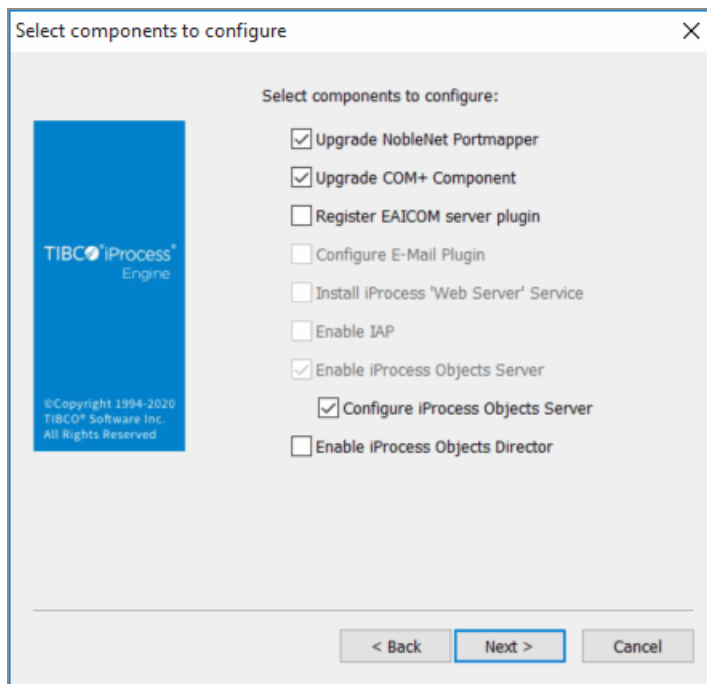 Select components to configure
Select components to configure:
Upgrade NobleNet Portmapper
Upgrade COM+ Component
Register EAICOM server plugin
TIBCO® iProcess®
Engine
Configure E-Mail Plugin
Install iProcess 'Web Server' Service
Enable IAP
Enable iProcess Objects Server
©Copyright 1994-2020
TIBCO® Software Inc.
All Rights Reserved
Configure iProcess Objects Server
Enable iProcess Objects Director
< Back
Next >
Cancel